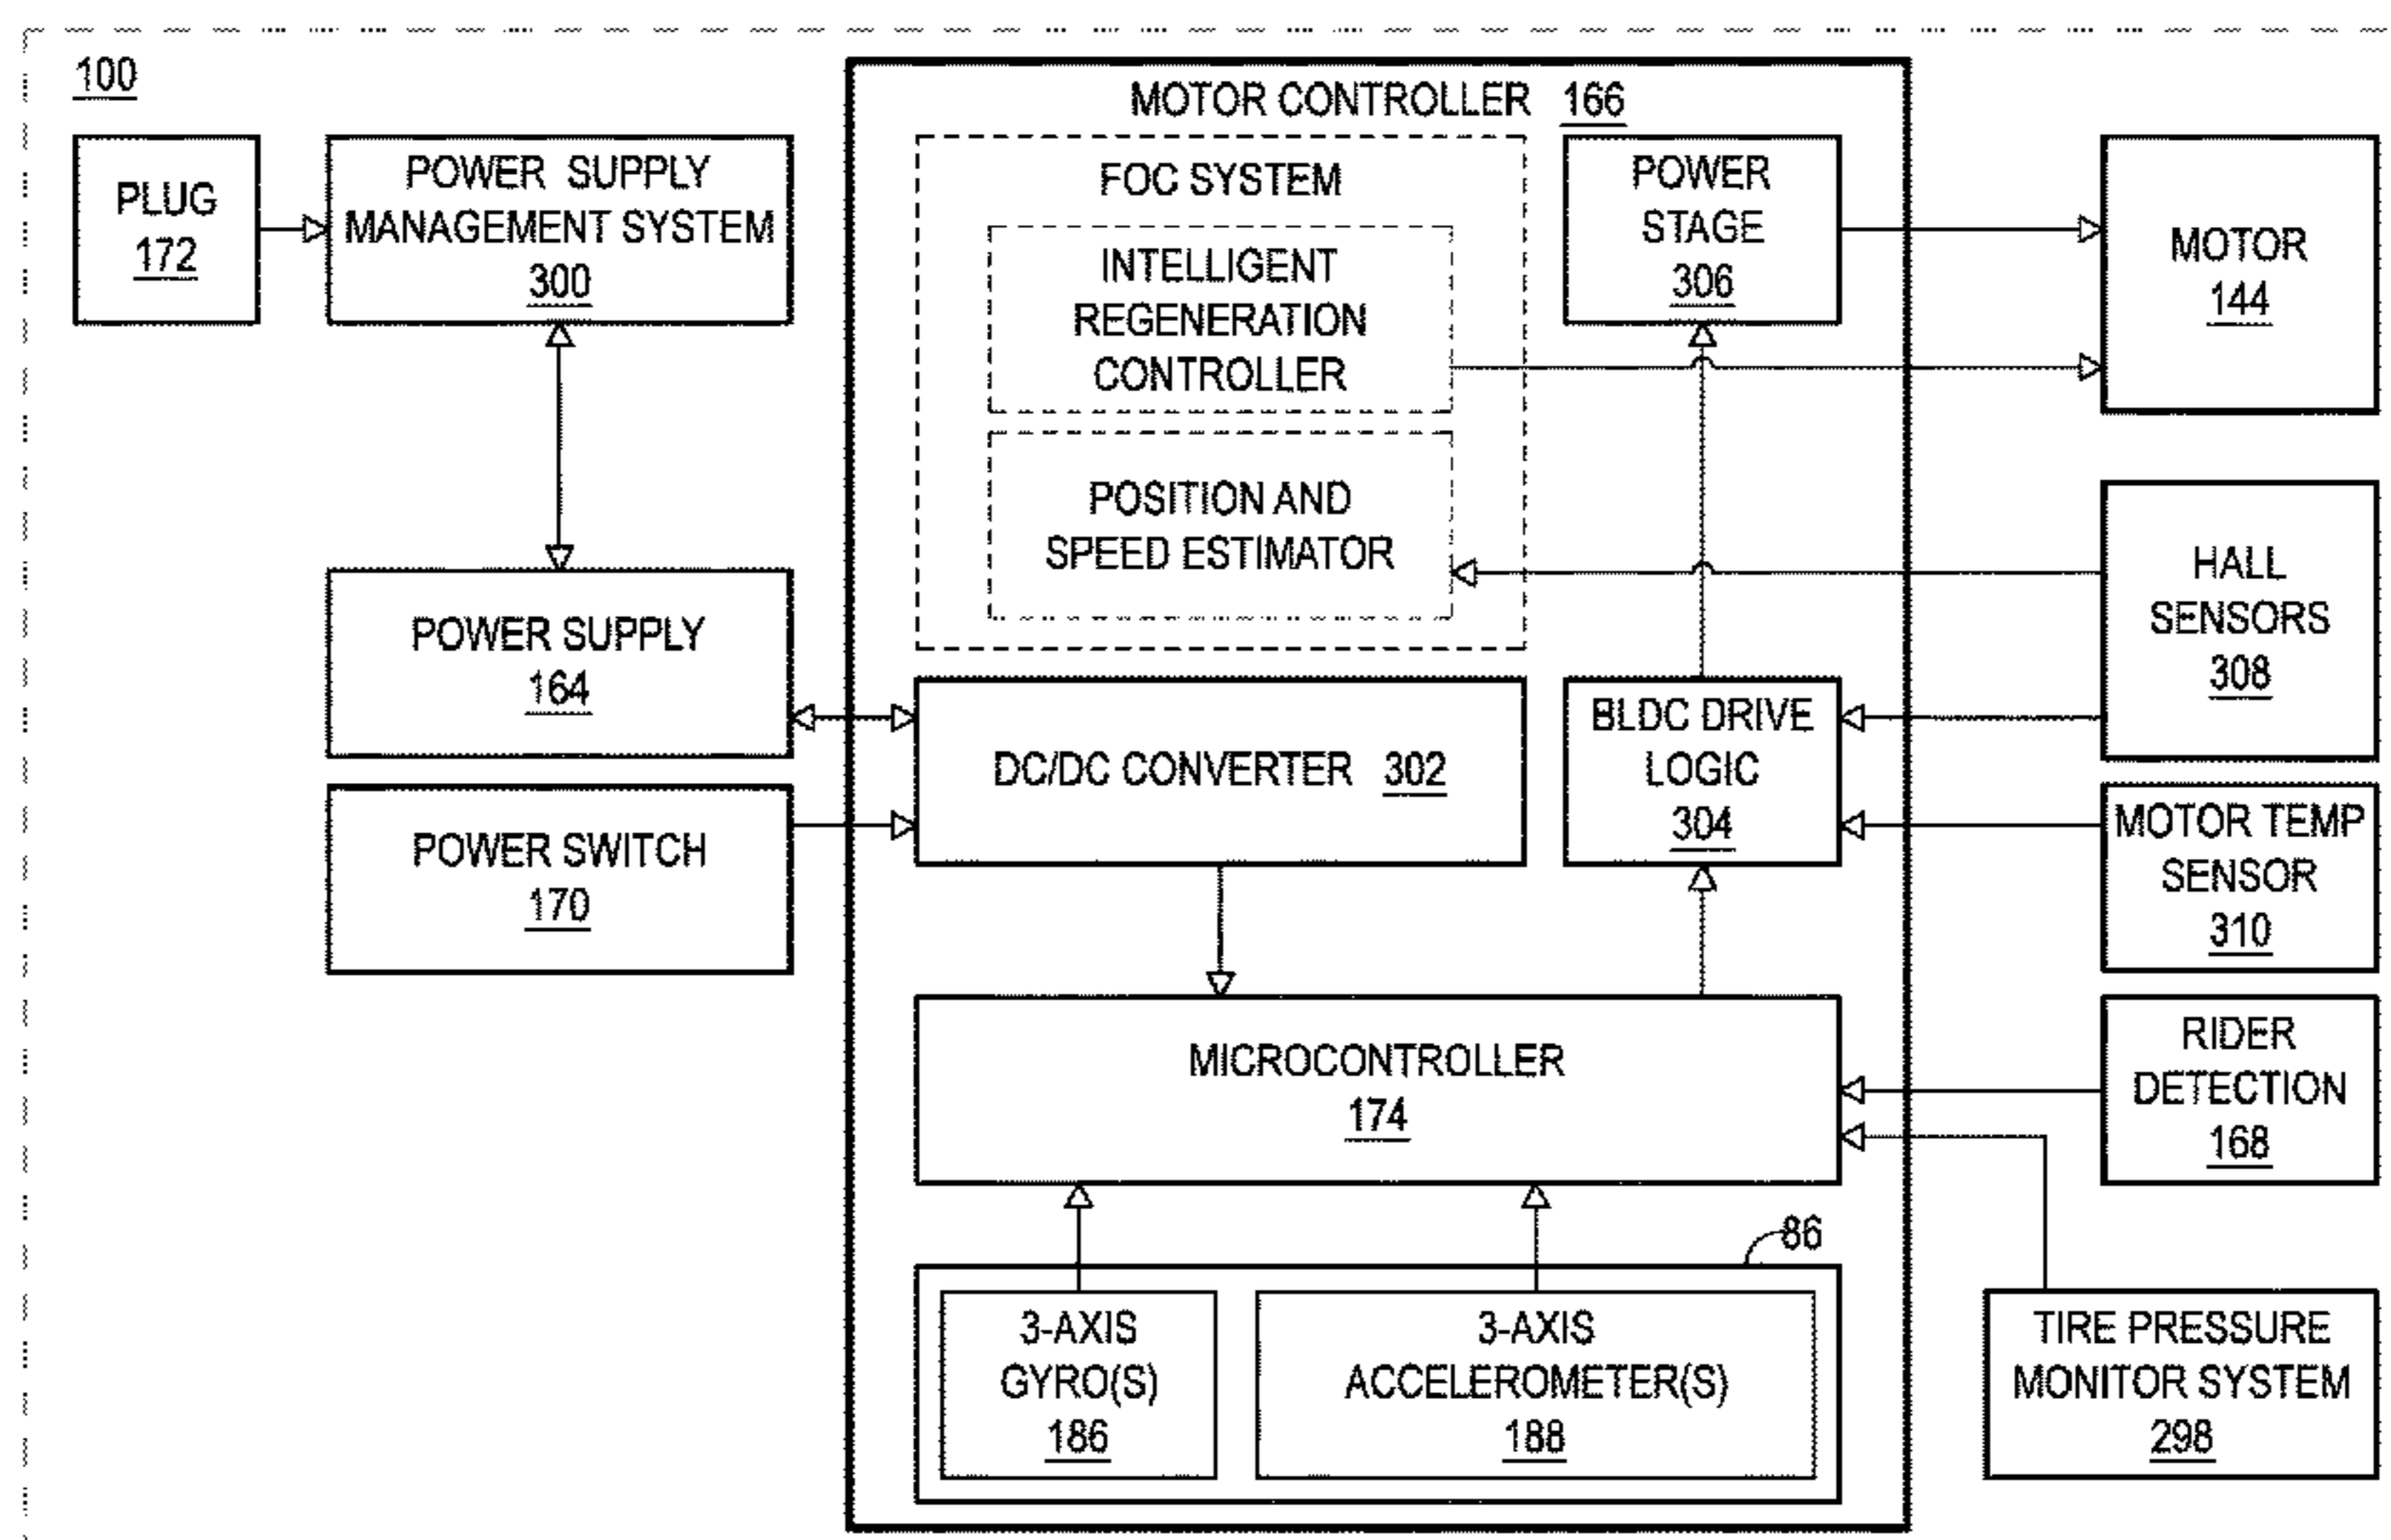 100
MOTOR CONTROLLER 166
PLUG
172
POWER SUPPLY
MANAGEMENT SYSTEM
300
FOC SYSTEM
INTELLIGENT
REGENERATION
CONTROLLER
POSITION AND
SPEED ESTIMATOR
POWER
STAGE
306
MOTOR
144
HALL
SENSORS
308
POWER SUPPLY
164
DC/DC CONVERTER 302
BLDC DRIVE
LOGIC
304
MOTOR TEMP
SENSOR
310
POWER SWITCH
170
MICROCONTROLLER
174
RIDER
DETECTION
168
86
3-AXIS
GYRO(S)
186
3-AXIS
ACCELEROMETER(S)
188
TIRE PRESSURE
MONITOR SYSTEM
298